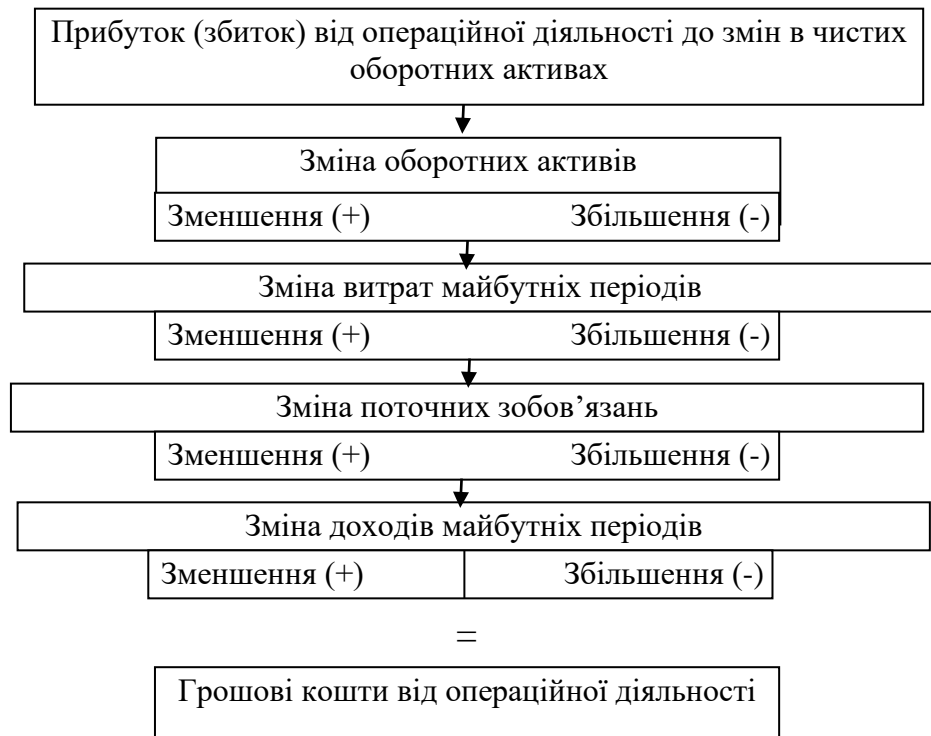 Прибуток (збиток) від операційної діяльності до змін в чистих
оборотних активах
Зміна оборотних активів
Зменшення (+) Збільшення (-)
Зміна витрат майбутніх періодів
Зменшення (+) Збільшення (-)
Зміна поточних зобов’язань
Зменшення (+) Збільшення (-)
Зміна доходів майбутніх періодів
Зменшення (+) Збільшення (-)
=
Грошові кошти від операційної діяльності